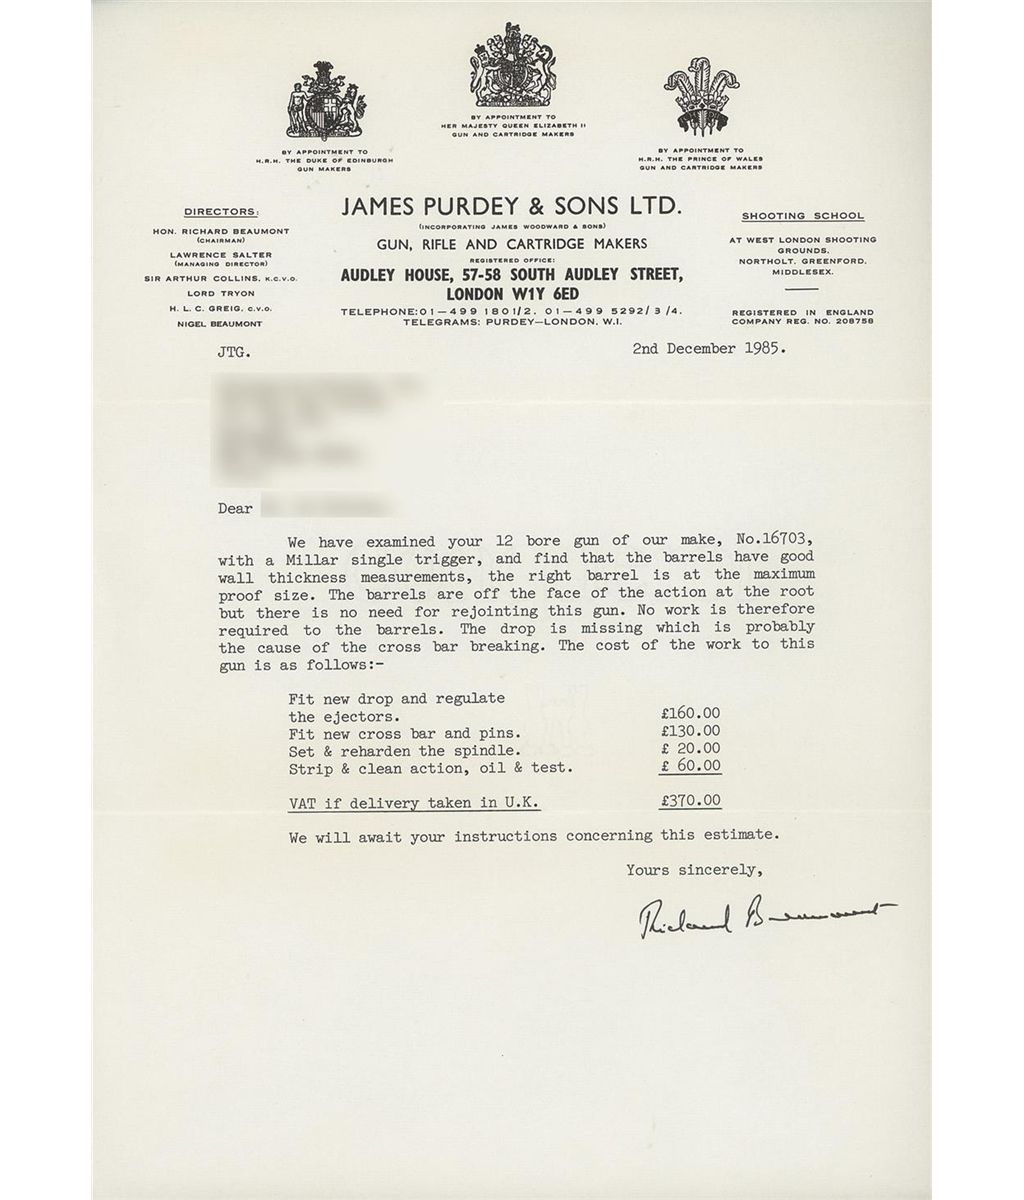 BY APPOINTMENT TO
HER MAJESTY QUEEN ELIZABETH II
GUN AND CARTRIDGE MAKERS
BY APPOINTMENT TO
H.R.H. THE DUKE OF EDINBURGH
GUN MAKERS
BY APPOINTMENT TO
H.R.H. THE PRINCE OF WALES
GUN AND CARTRIDGE MAKERS
JAMES PURDEY & SONS LTD.
(INCORPORATING JAMES WOODWARD & SONS)
GUN, RIFLE AND CARTRIDGE MAKERS
REGISTERED OFFICE:
AUDLEY HOUSE, 57-58 SOUTH AUDLEY STREET,
LONDON W1Y 6ED
TELEPHONE:01-499 1801/2. 01-499 5292/3/4.
TELEGRAMS: PURDEY-LONDON. W.I.
DIRECTORS:
HON. RICHARD BEAUMONT
(CHAIRMAN)
LAWRENCE SALTER
(MANAGING DIRECTOR)
SIR ARTHUR COLLINS, K.C.V.O.
LORD TRYON
H. L. C. GREIG, C.V.O.
NIGEL BEAUMONT
SHOOTING SCHOOL
AT WEST LONDON SHOOTING
GROUNDS,
NORTHOLT, GREENFORD,
MIDDLESEX.
REGISTERED IN ENGLAND
COMPANY REG. NO. 208758
JTG.
2nd December 1985.
Dear
We have examined your 12 bore gun of our make, No.16703,
with a Millar single trigger, and find that the barrels have good
wall thickness measurements, the right barrel is at the maximum
proof size. The barrels are off the face of the action at the root
but there is no need for rejointing this gun. No work is therefore
required to the barrels. The drop is missing which is probably
the cause of the cross bar breaking. The cost of the work to this
gun is as follows:-
Fit new drop and regulate
the ejectors. £160.00
Fit new cross bar and pins. £130.00
Set & reharden the spindle. £ 20.00
Strip & clean action, oil & test. £ 60.00
VAT if delivery taken in U.K. £370.00
We will await your instructions concerning this estimate.
Yours sincerely,
Richard Beaumont